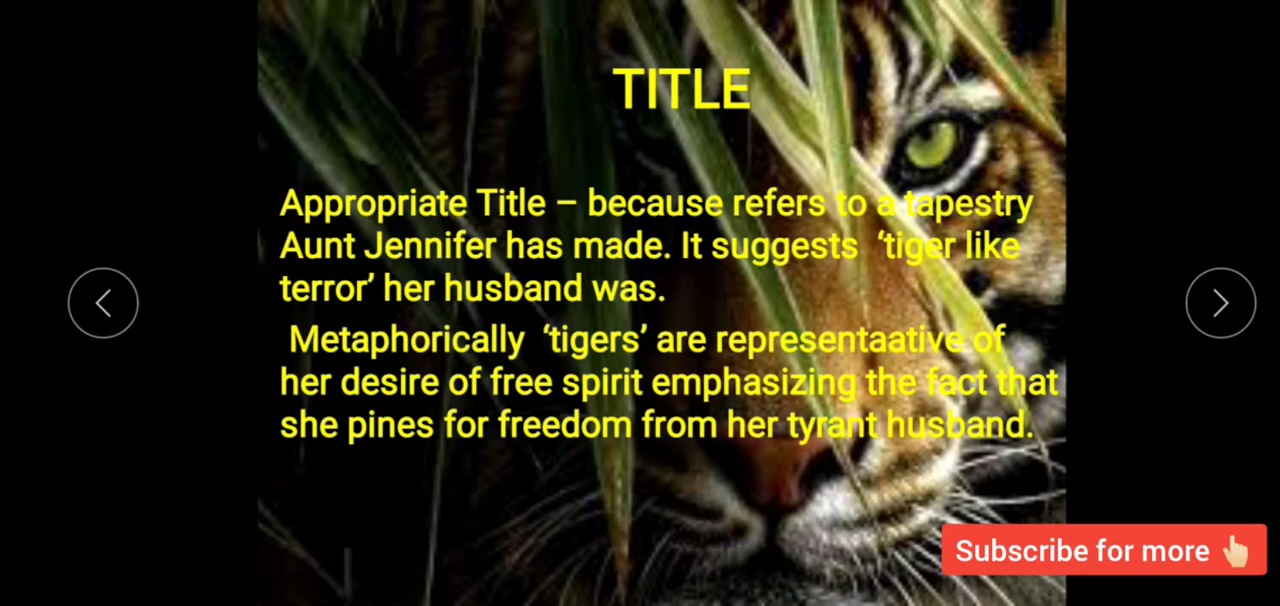 TITLE
Appropriate Title – because refers to a tapestry
Aunt Jennifer has made. It suggests ‘tiger like
terror’ her husband was.
Metaphorically ‘tigers’ are representaative of
her desire of free spirit emphasizing the fact that
she pines for freedom from her tyrant husband.
Subscribe for more 👆🏻